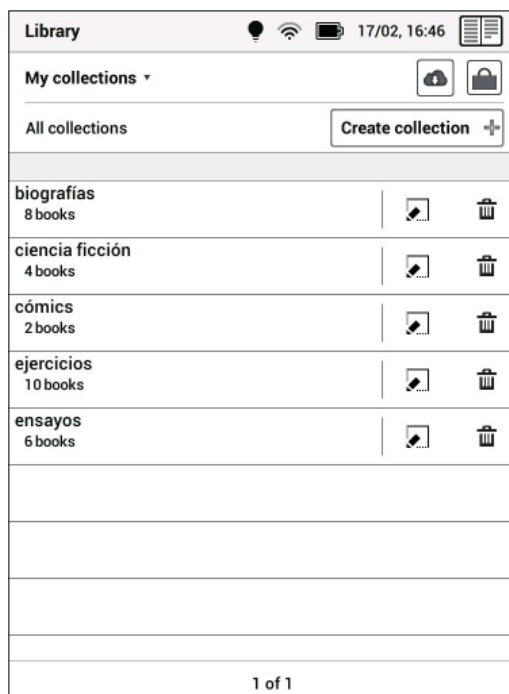 Library 17/02, 16:46
My collections
All collections Create collection
biografías
8 books
ciencia ficción
4 books
cómics
2 books
ejercicios
10 books
ensayos
6 books
1 of 1